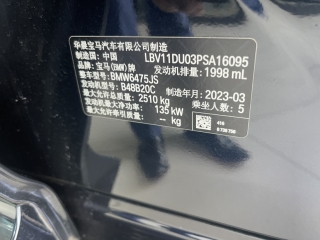 华晨宝马汽车有限公司制造
制造国：中国 LBV11DU03PSA16095
品牌：宝马(BMW) 发动机排量：1998 mL
整车型号：BMW6475JS
发动机型号：B48B20C
最大允许总质量：2510 kg 制造年月：2023-03
发动机最大净功率：135 kW 乘坐人数：5
最大允许牵引质量：-- kg